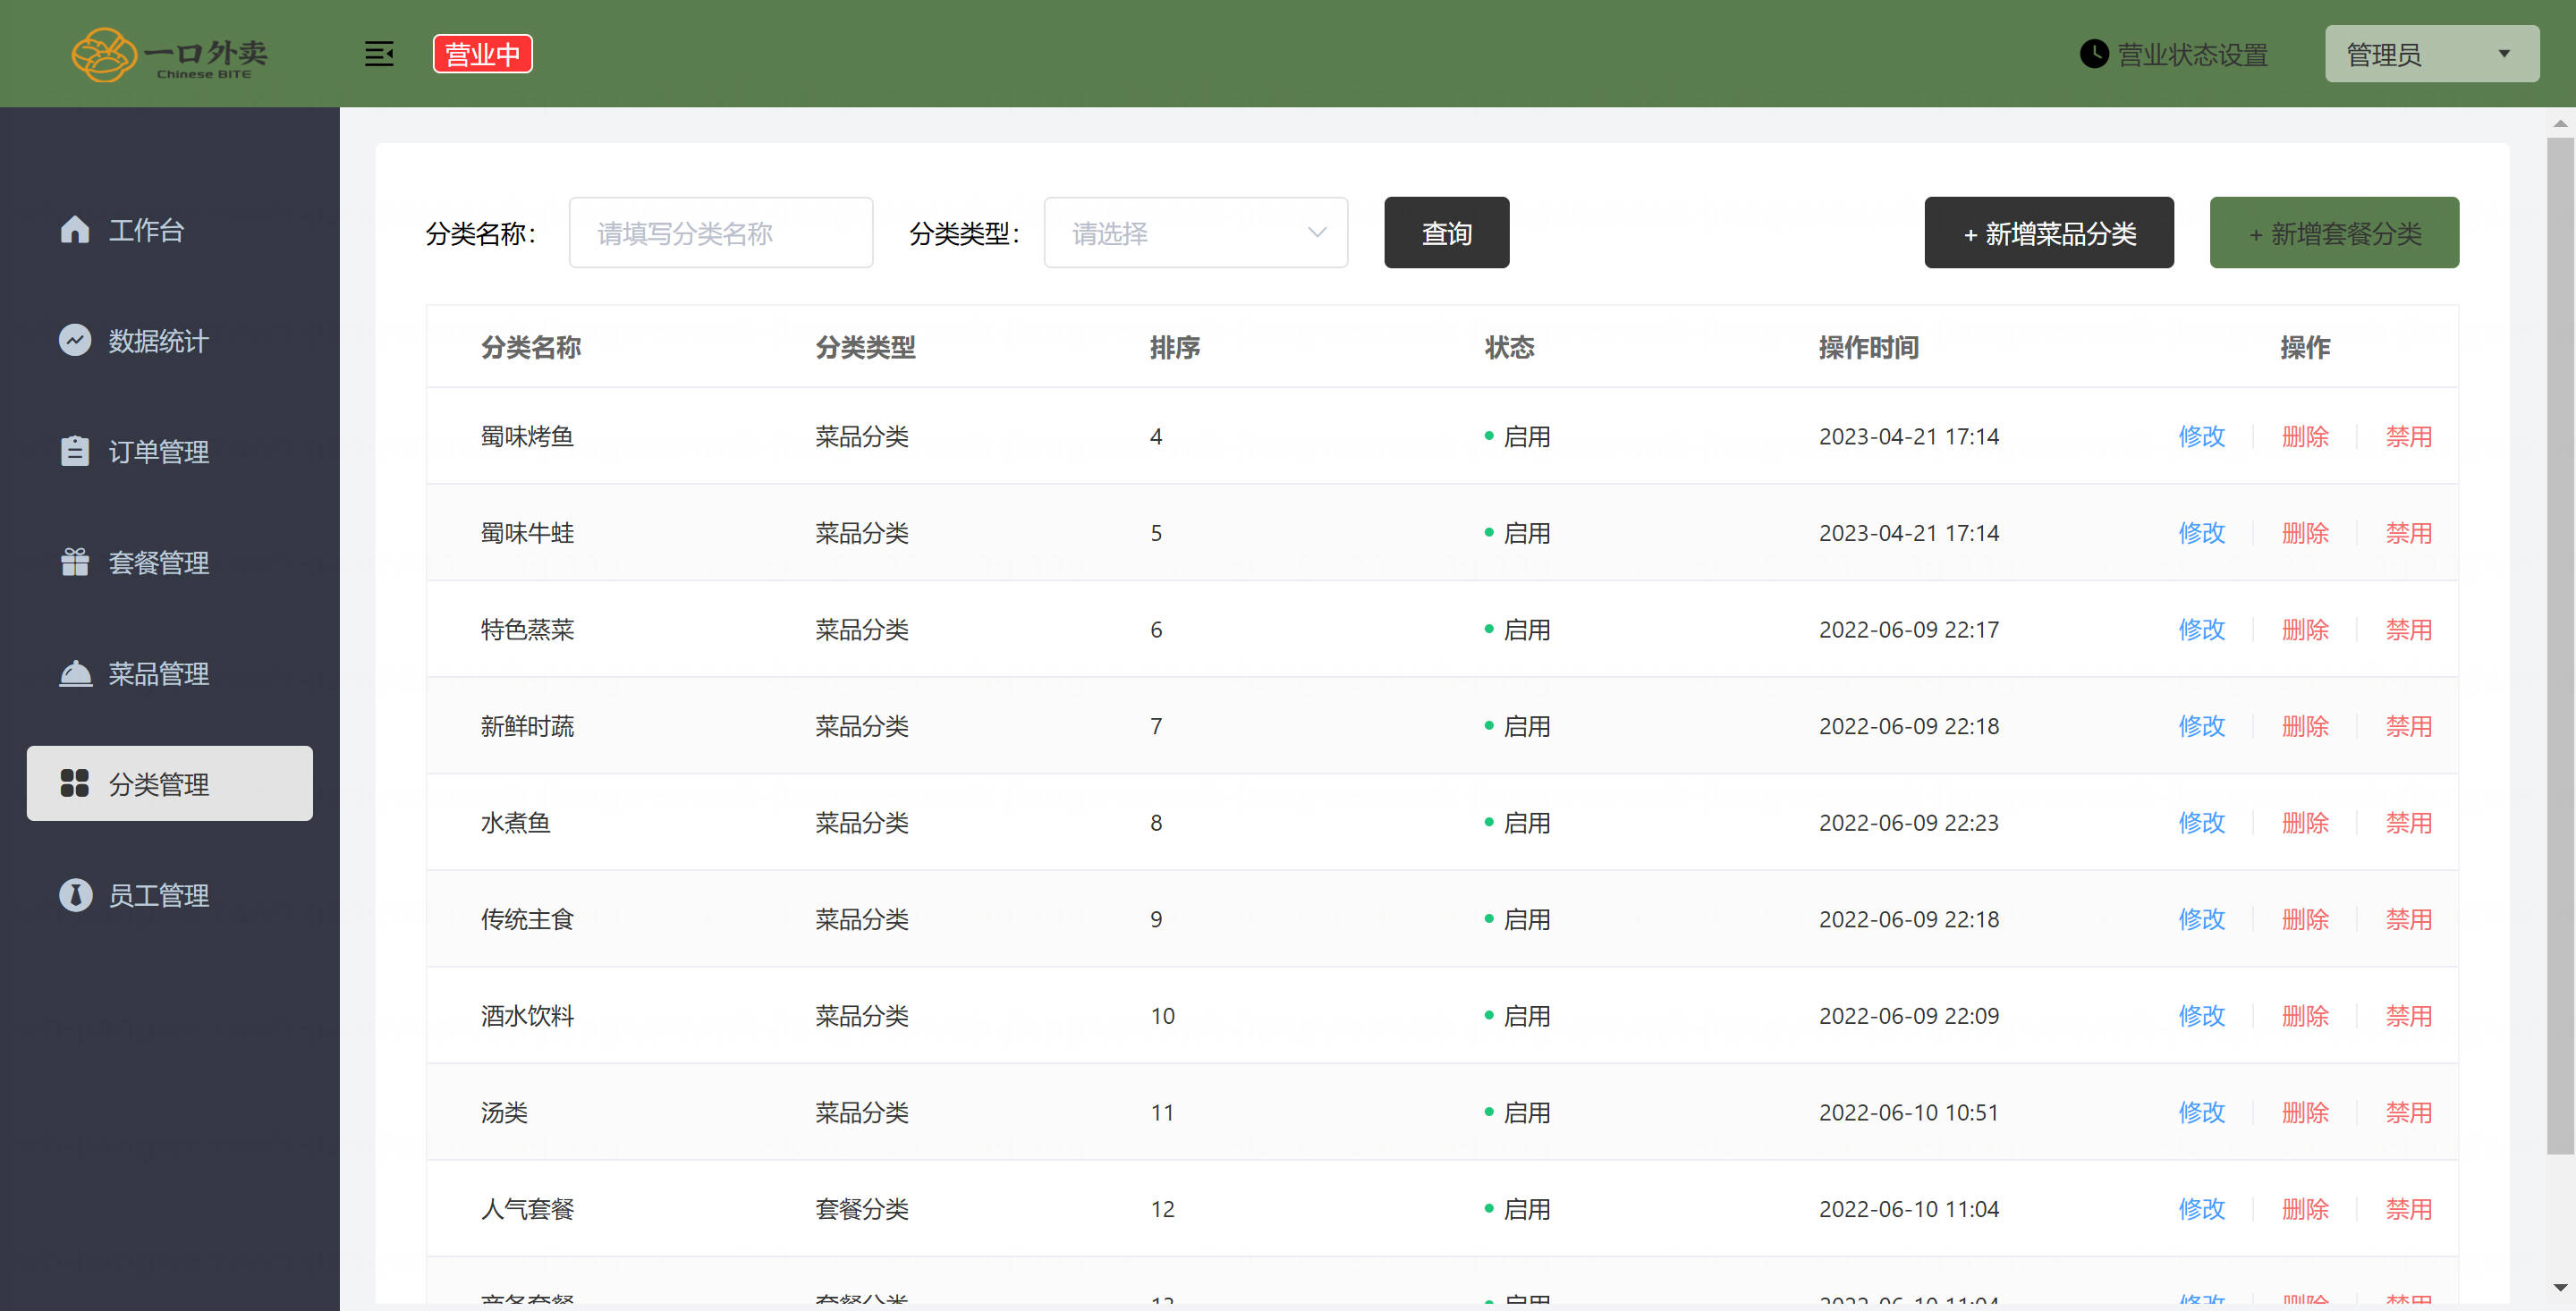 一口外卖
Chinese BITE
营业中
营业状态设置
管理员
工作台
数据统计
订单管理
套餐管理
菜品管理
分类管理
员工管理
分类名称： 请填写分类名称 分类类型： 请选择 查询 + 新增菜品分类 + 新增套餐分类
分类名称 分类类型 排序 状态 操作时间 操作
蜀味烤鱼 菜品分类 4 启用 2023-04-21 17:14 修改 删除 禁用
蜀味牛蛙 菜品分类 5 启用 2023-04-21 17:14 修改 删除 禁用
特色蒸菜 菜品分类 6 启用 2022-06-09 22:17 修改 删除 禁用
新鲜时蔬 菜品分类 7 启用 2022-06-09 22:18 修改 删除 禁用
水煮鱼 菜品分类 8 启用 2022-06-09 22:23 修改 删除 禁用
传统主食 菜品分类 9 启用 2022-06-09 22:18 修改 删除 禁用
酒水饮料 菜品分类 10 启用 2022-06-09 22:09 修改 删除 禁用
汤类 菜品分类 11 启用 2022-06-10 10:51 修改 删除 禁用
人气套餐 套餐分类 12 启用 2022-06-10 11:04 修改 删除 禁用